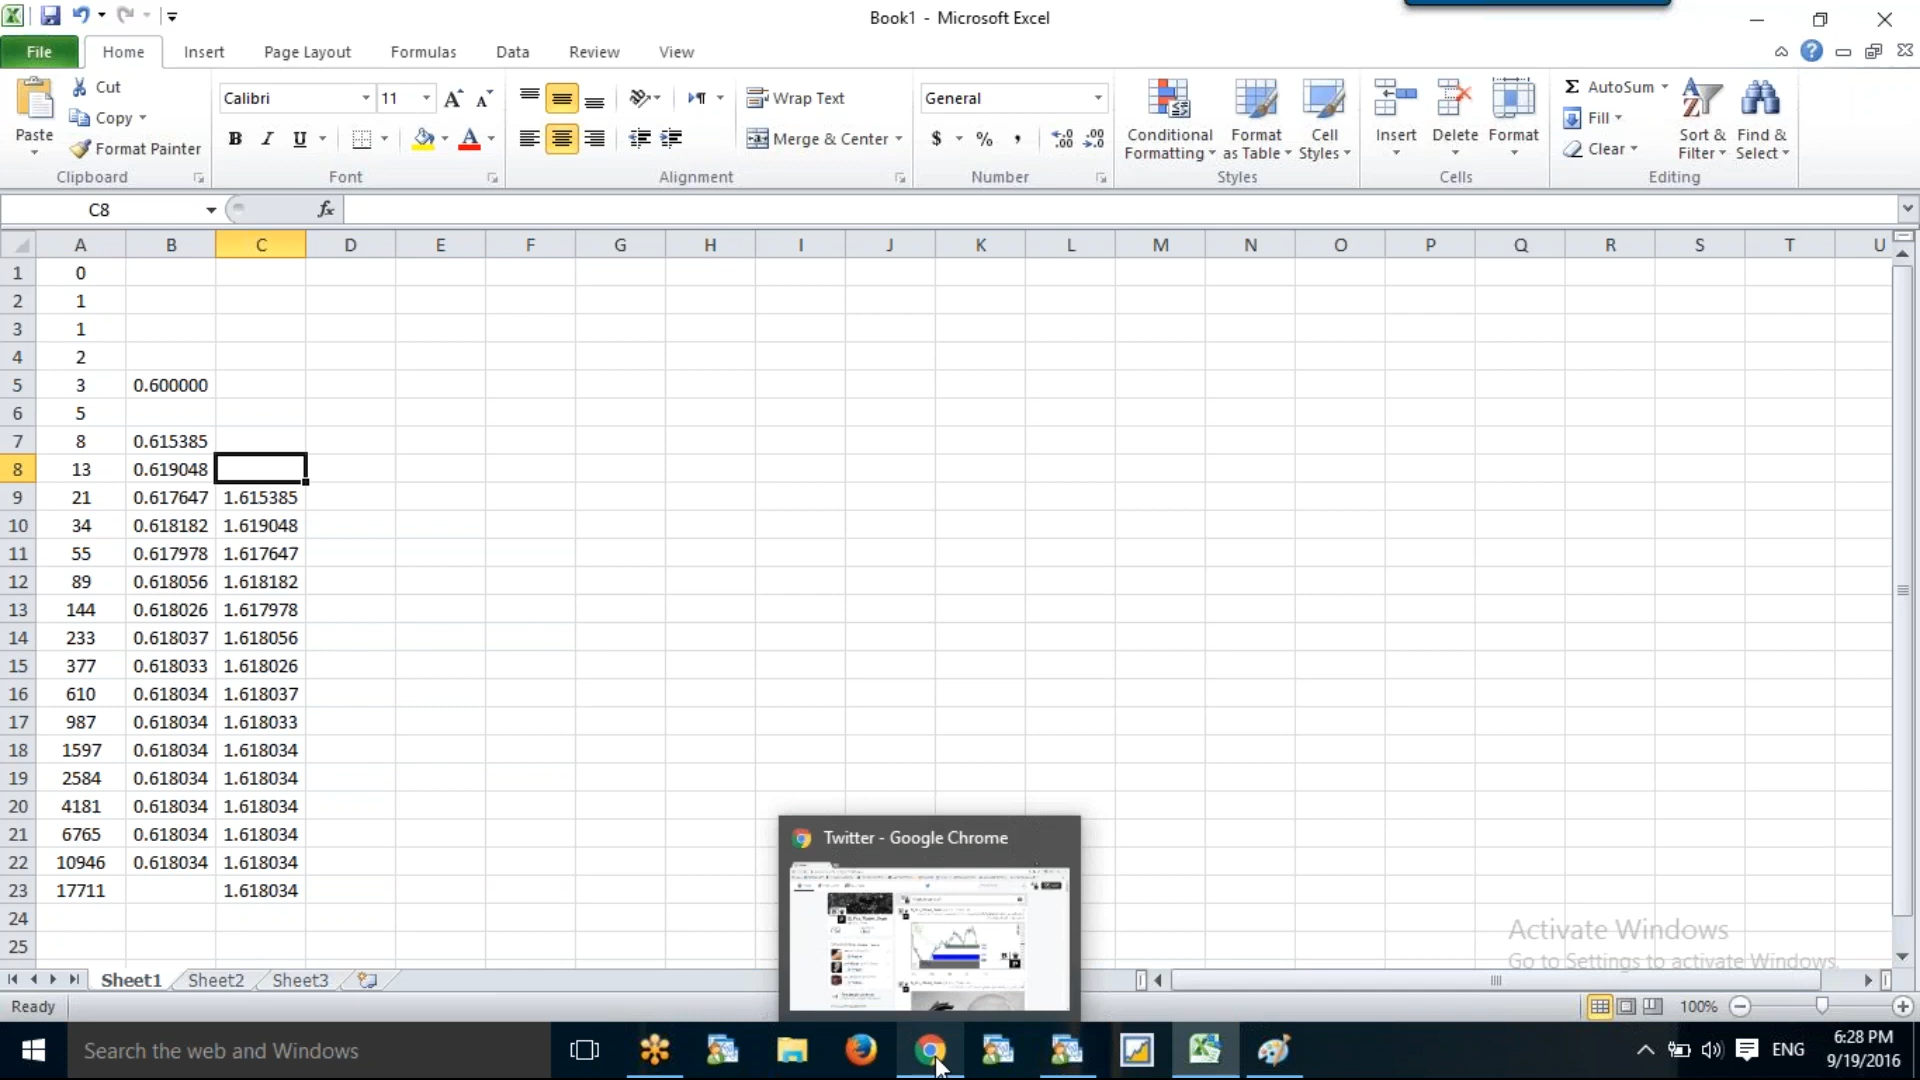 Book1 - Microsoft Excel
File Home Insert Page Layout Formulas Data Review View
Paste
Cut
Copy
Format Painter
Clipboard
Calibri 11
B I U
Font
Wrap Text
Merge & Center
Alignment
General
$ % ,
Number
Conditional Formatting
Format as Table
Cell Styles
Styles
Insert Delete Format
Cells
Σ AutoSum
Fill
Clear
Sort & Filter
Find & Select
Editing
C8 fx
A B C D E F G H I J K L M N O P Q R S T U
1 0
2 1
3 1
4 2
5 3 0.600000
6 5
7 8 0.615385
8 13 0.619048
9 21 0.617647 1.615385
10 34 0.618182 1.619048
11 55 0.617978 1.617647
12 89 0.618056 1.618182
13 144 0.618026 1.617978
14 233 0.618037 1.618056
15 377 0.618033 1.618026
16 610 0.618034 1.618037
17 987 0.618034 1.618033
18 1597 0.618034 1.618034
19 2584 0.618034 1.618034
20 4181 0.618034 1.618034
21 6765 0.618034 1.618034
22 10946 0.618034 1.618034
23 17711 1.618034
24
25
Twitter - Google Chrome
Activate Windows
Go to Settings to activate Windows.
Sheet1 Sheet2 Sheet3
Ready 100%
Search the web and Windows
ENG
6:28 PM
9/19/2016